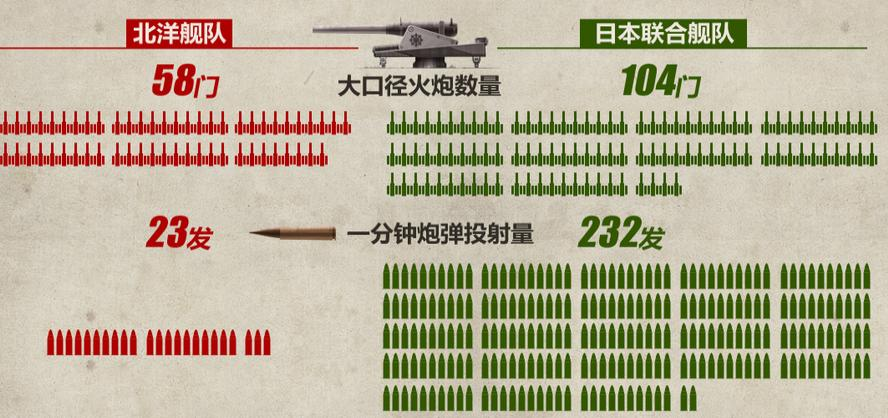 北洋舰队
日本联合舰队
58门
大口径火炮数量
104门
23发
一分钟炮弹投射量
232发